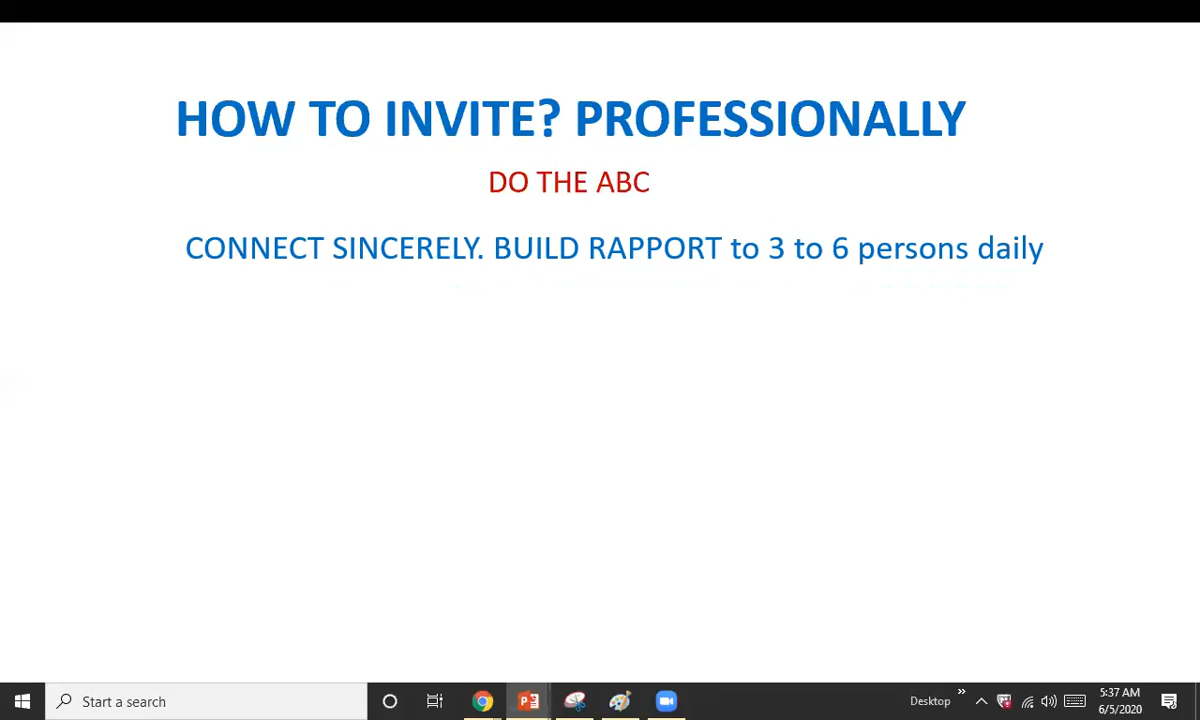 HOW TO INVITE? PROFESSIONALLY
DO THE ABC
CONNECT SINCERELY. BUILD RAPPORT to 3 to 6 persons daily
Start a search
Desktop
5:37 AM
6/5/2020